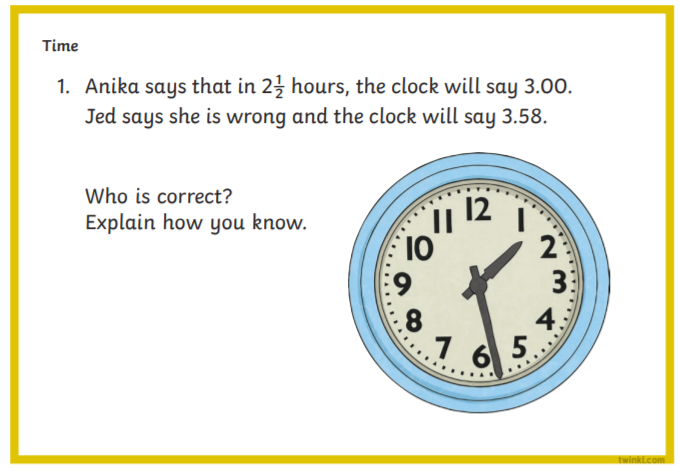 Time
1. Anika says that in 2½ hours, the clock will say 3.00.
Jed says she is wrong and the clock will say 3.58.
Who is correct?
Explain how you know.
12
11
1
10
2
9
3
8
4
7
6
5
twinkl.com